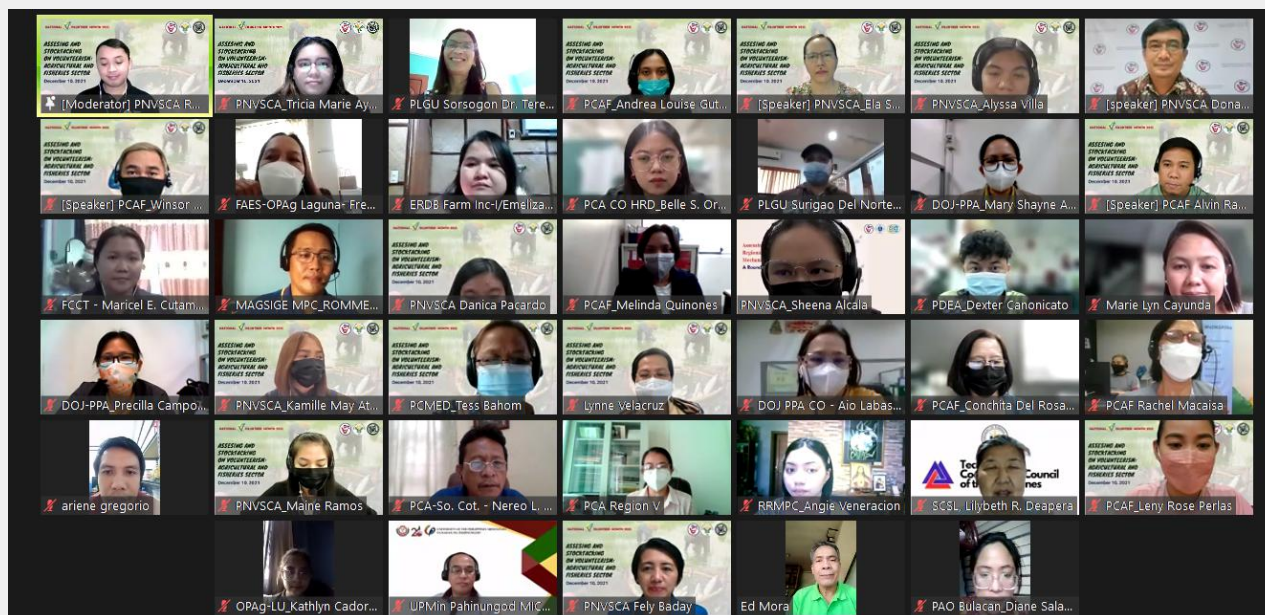 NATIONAL VOLUNTEER MONTH 2021
ASSESING AND
STOCKTACKING
ON VOLUNTEERISM:
AGRICULTURAL AND
FISHERIES SECTOR
December 10, 2021
[Moderator] PNVSCA R...
PNVSCA_Tricia Marie Ay...
PLGU Sorsogon Dr. Tere...
PCAF_Andrea Louise Gut...
[Speaker] PNVSCA_Ela S...
PNVSCA_Alyssa Villa
[speaker] PNVSCA Dona...
[Speaker] PCAF_Winsor ...
FAES-OPAg Laguna- Fre...
ERDB Farm Inc-I/Emeliza...
PCA CO HRD_Belle S. Or...
PLGU Surigao Del Norte...
DOJ-PPA_Mary Shayne A...
[Speaker] PCAF Alvin Ra...
FCCT - Maricel E. Cutam...
MAGSIGE MPC_ROMME...
PNVSCA Danica Pacardo
PCAF_Melinda Quinones
PNVSCA_Sheena Alcala
PDEA_Dexter Canonicato
Marie Lyn Cayunda
DOJ-PPA_Precilla Campo...
PNVSCA_Kamille May At...
PCMED_Tess Bahom
Lynne Velacruz
DOJ PPA CO - Aio Labas...
PCAF_Conchita Del Rosa...
PCAF Rachel Macaisa
ariene gregorio
PNVSCA_Maine Ramos
PCA-So. Cot. - Nereo L. ...
PCA Region V
RRMPC_Angie Veneracion
SCSL_Lilybeth R. Deapera
PCAF_Leny Rose Perlas
OPAg-LU_Kathlyn Cador...
UPMin Pahinungod MIC...
PNVSCA Fely Baday
Ed Mora
PAO Bulacan_Diane Sala...